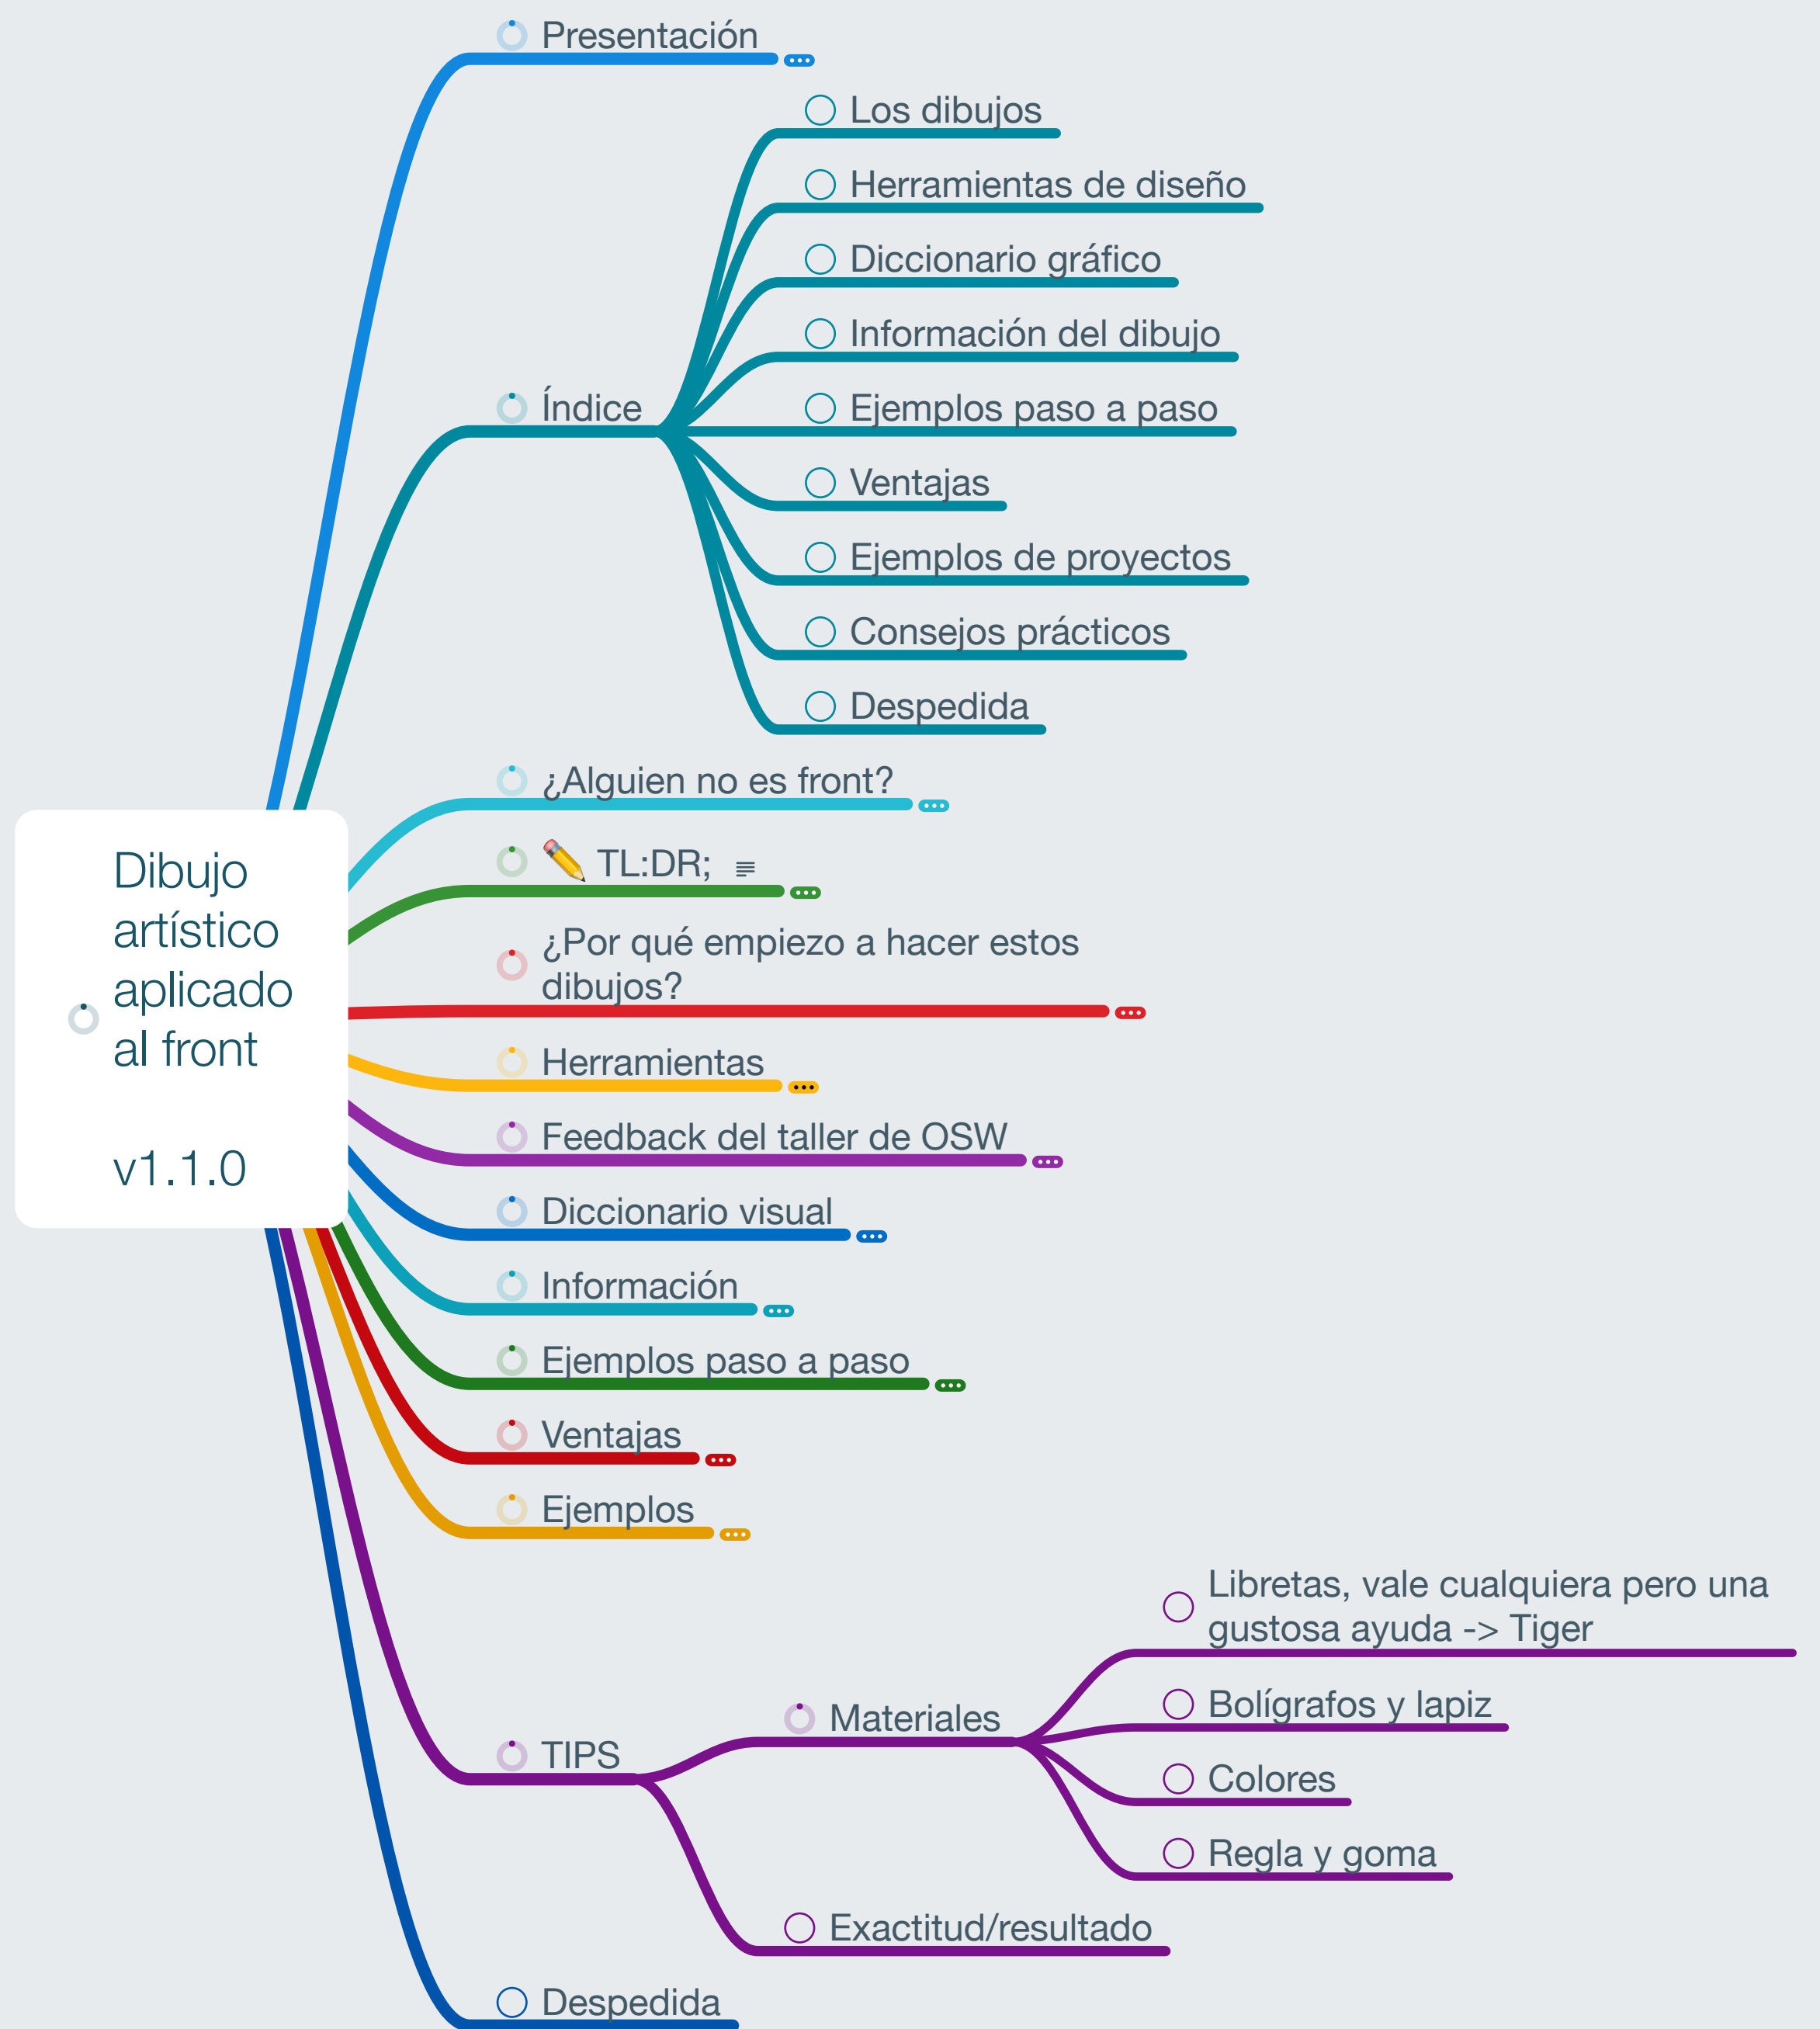 Presentación
Los dibujos
Herramientas de diseño
Diccionario gráfico
Información del dibujo
Índice
Ejemplos paso a paso
Ventajas
Ejemplos de proyectos
Consejos prácticos
Despedida
¿Alguien no es front?
✏️ TL:DR;
¿Por qué empiezo a hacer estos
dibujos?
Dibujo
artístico
aplicado
al front
v1.1.0
Herramientas
Feedback del taller de OSW
Diccionario visual
Información
Ejemplos paso a paso
Ventajas
Ejemplos
TIPS
Materiales
Libretas, vale cualquiera pero una
gustosa ayuda -> Tiger
Bolígrafos y lapiz
Colores
Regla y goma
Exactitud/resultado
Despedida